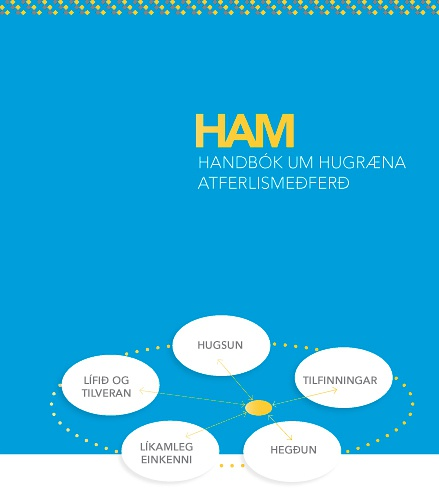 HAM
HANDBÓK UM HUGRÆNA
ATFERLISMEÐFERÐ
HUGSUN
LÍFIÐ OG
TILVERAN
TILFINNINGAR
LÍKAMLEG
EINKENNI
HEGÐUN